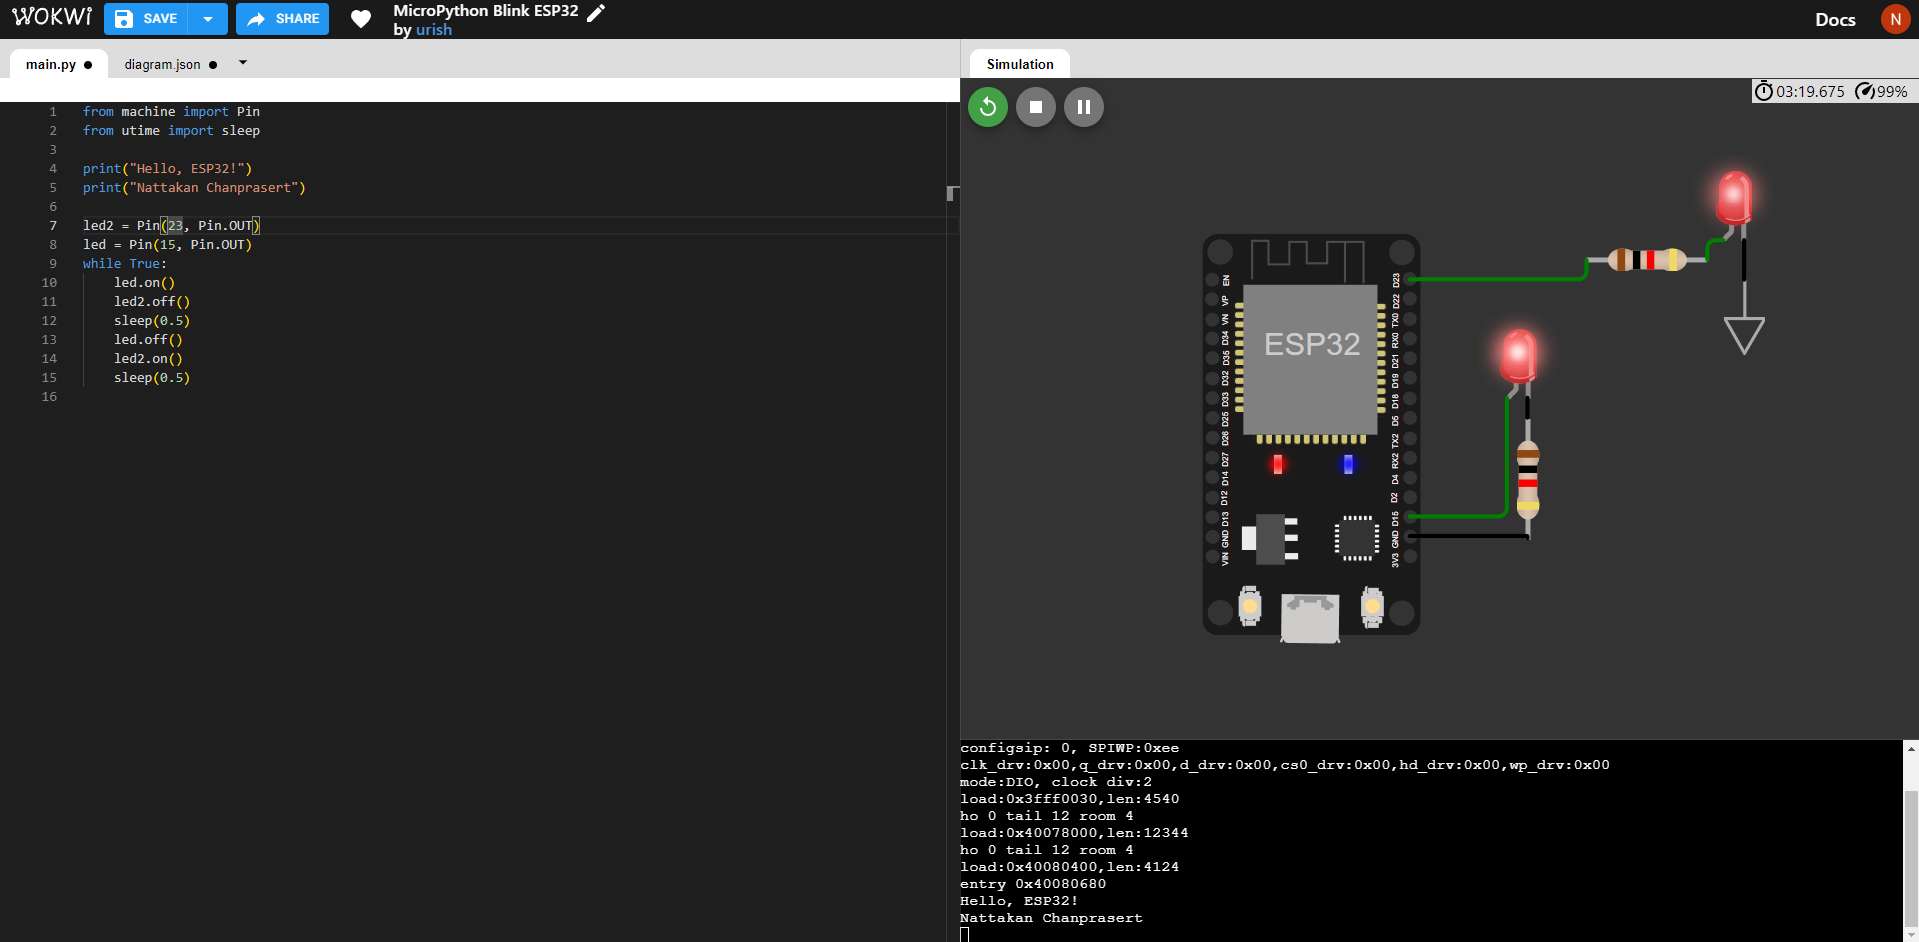 WOKWi
SAVE
SHARE
MicroPython Blink ESP32
by urish
Docs
N
main.py ●
diagram.json ●
Simulation
1 from machine import Pin
2 from utime import sleep
3
4 print("Hello, ESP32!")
5 print("Nattakan Chanprasert")
6
7 led2 = Pin(23, Pin.OUT)
8 led = Pin(15, Pin.OUT)
9 while True:
10 led.on()
11 led2.off()
12 sleep(0.5)
13 led.off()
14 led2.on()
15 sleep(0.5)
16
03:19.675 99%
ESP32
EN
VP
VN
D34
D35
D32
D33
D25
D26
D27
D14
D12
D13
GND
VIN
D23
D22
TX0
RX0
D21
D19
D18
D5
TX2
RX2
D4
D2
D15
GND
3V3
configsip: 0, SPIWP:0xee
clk_drv:0x00,q_drv:0x00,d_drv:0x00,cs0_drv:0x00,hd_drv:0x00,wp_drv:0x00
mode:DIO, clock div:2
load:0x3fff0030,len:4540
ho 0 tail 12 room 4
load:0x40078000,len:12344
ho 0 tail 12 room 4
load:0x40080400,len:4124
entry 0x40080680
Hello, ESP32!
Nattakan Chanprasert